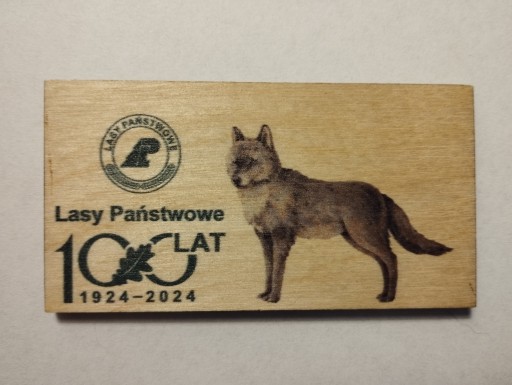 LASY PAŃSTWOWE
Lasy Państwowe
100 LAT
1924–2024